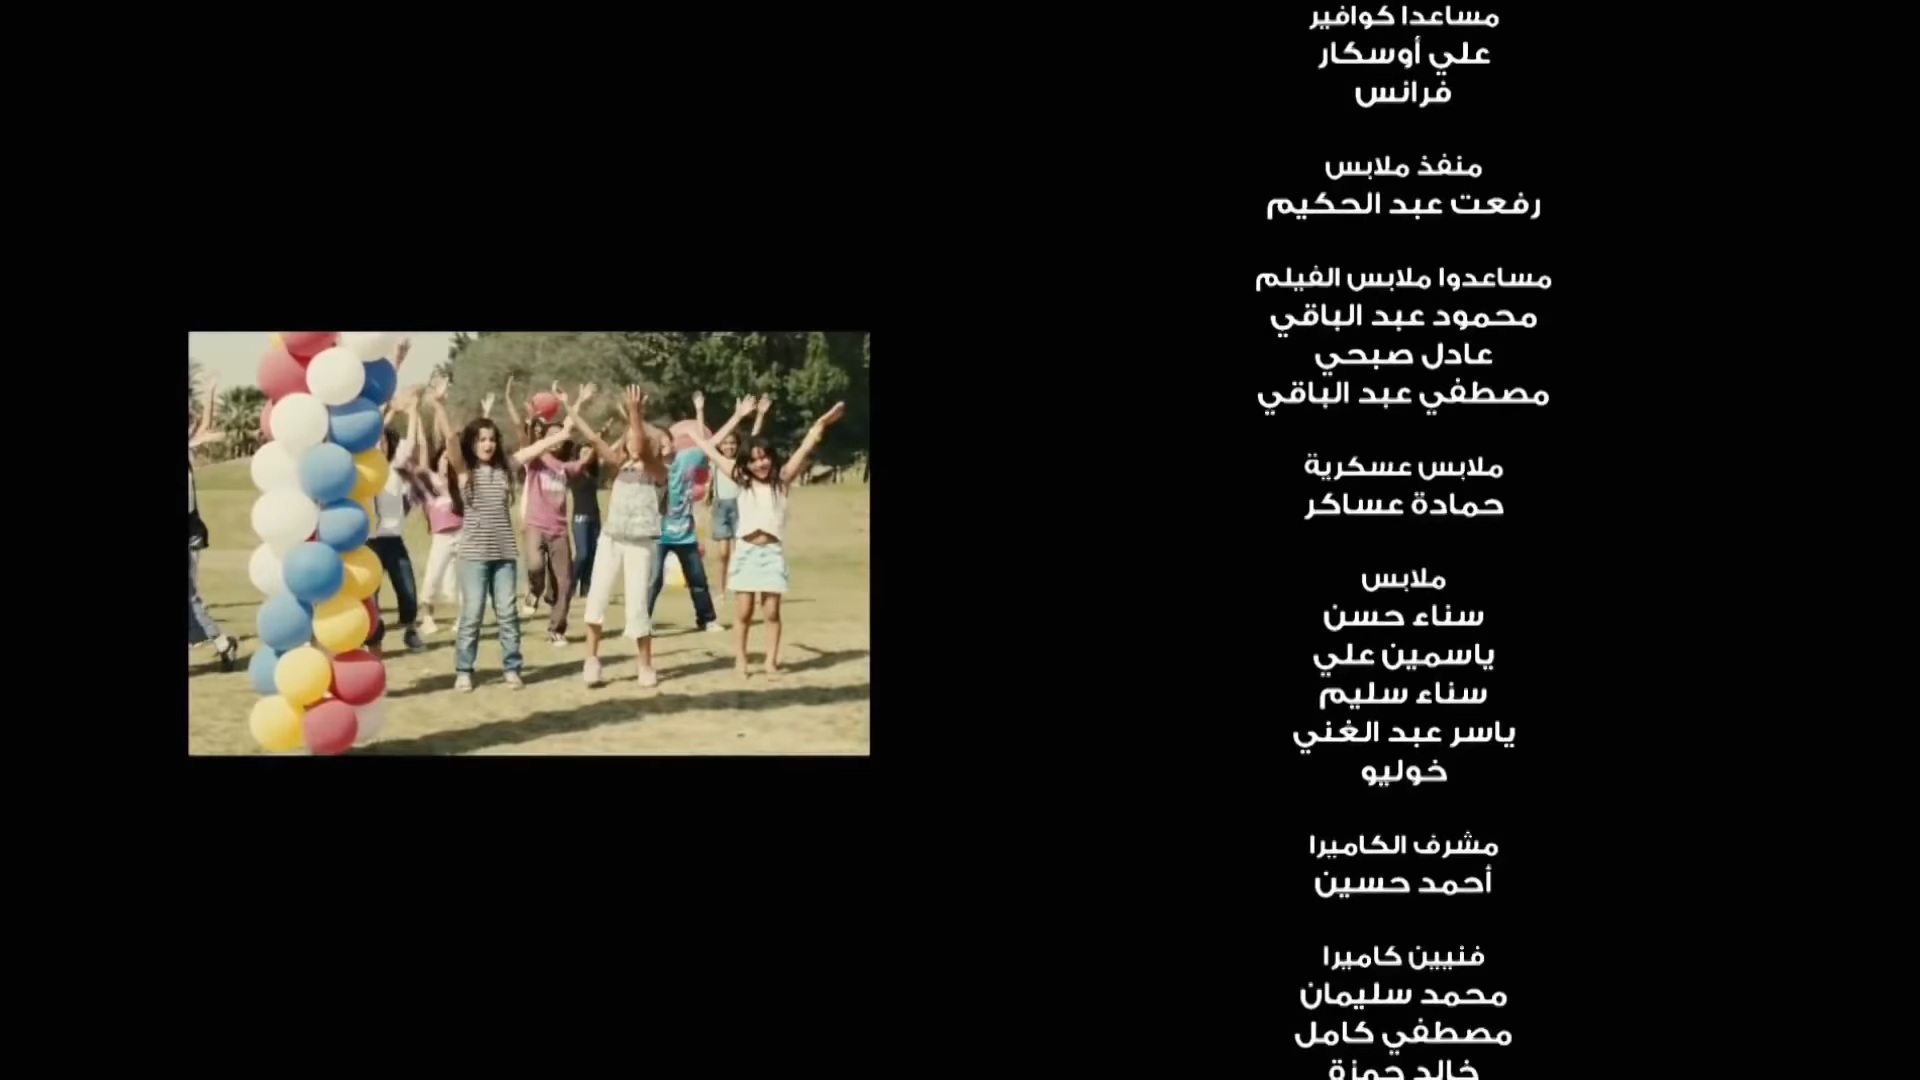 مساعدا كوافير
علي أوسكار
فرانس
منفذ ملابس
رفعت عبد الحكيم
مساعدوا ملابس الفيلم
محمود عبد الباقي
عادل صبحي
مصطفي عبد الباقي
ملابس عسكرية
حمادة عساكر
ملابس
سناء حسن
ياسمين علي
سناء سليم
ياسر عبد الغني
خوليو
مشرف الكاميرا
أحمد حسين
فنيين كاميرا
محمد سليمان
مصطفي كامل
خالد حمزة